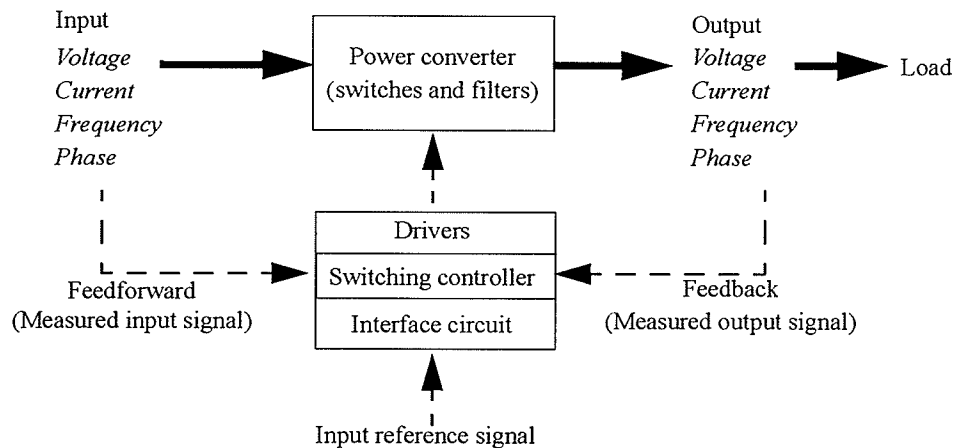 Input
Voltage
Current
Frequency
Phase
Power converter
(switches and filters)
Output
Voltage
Current
Frequency
Phase
Load
Drivers
Switching controller
Interface circuit
Feedforward
(Measured input signal)
Feedback
(Measured output signal)
Input reference signal